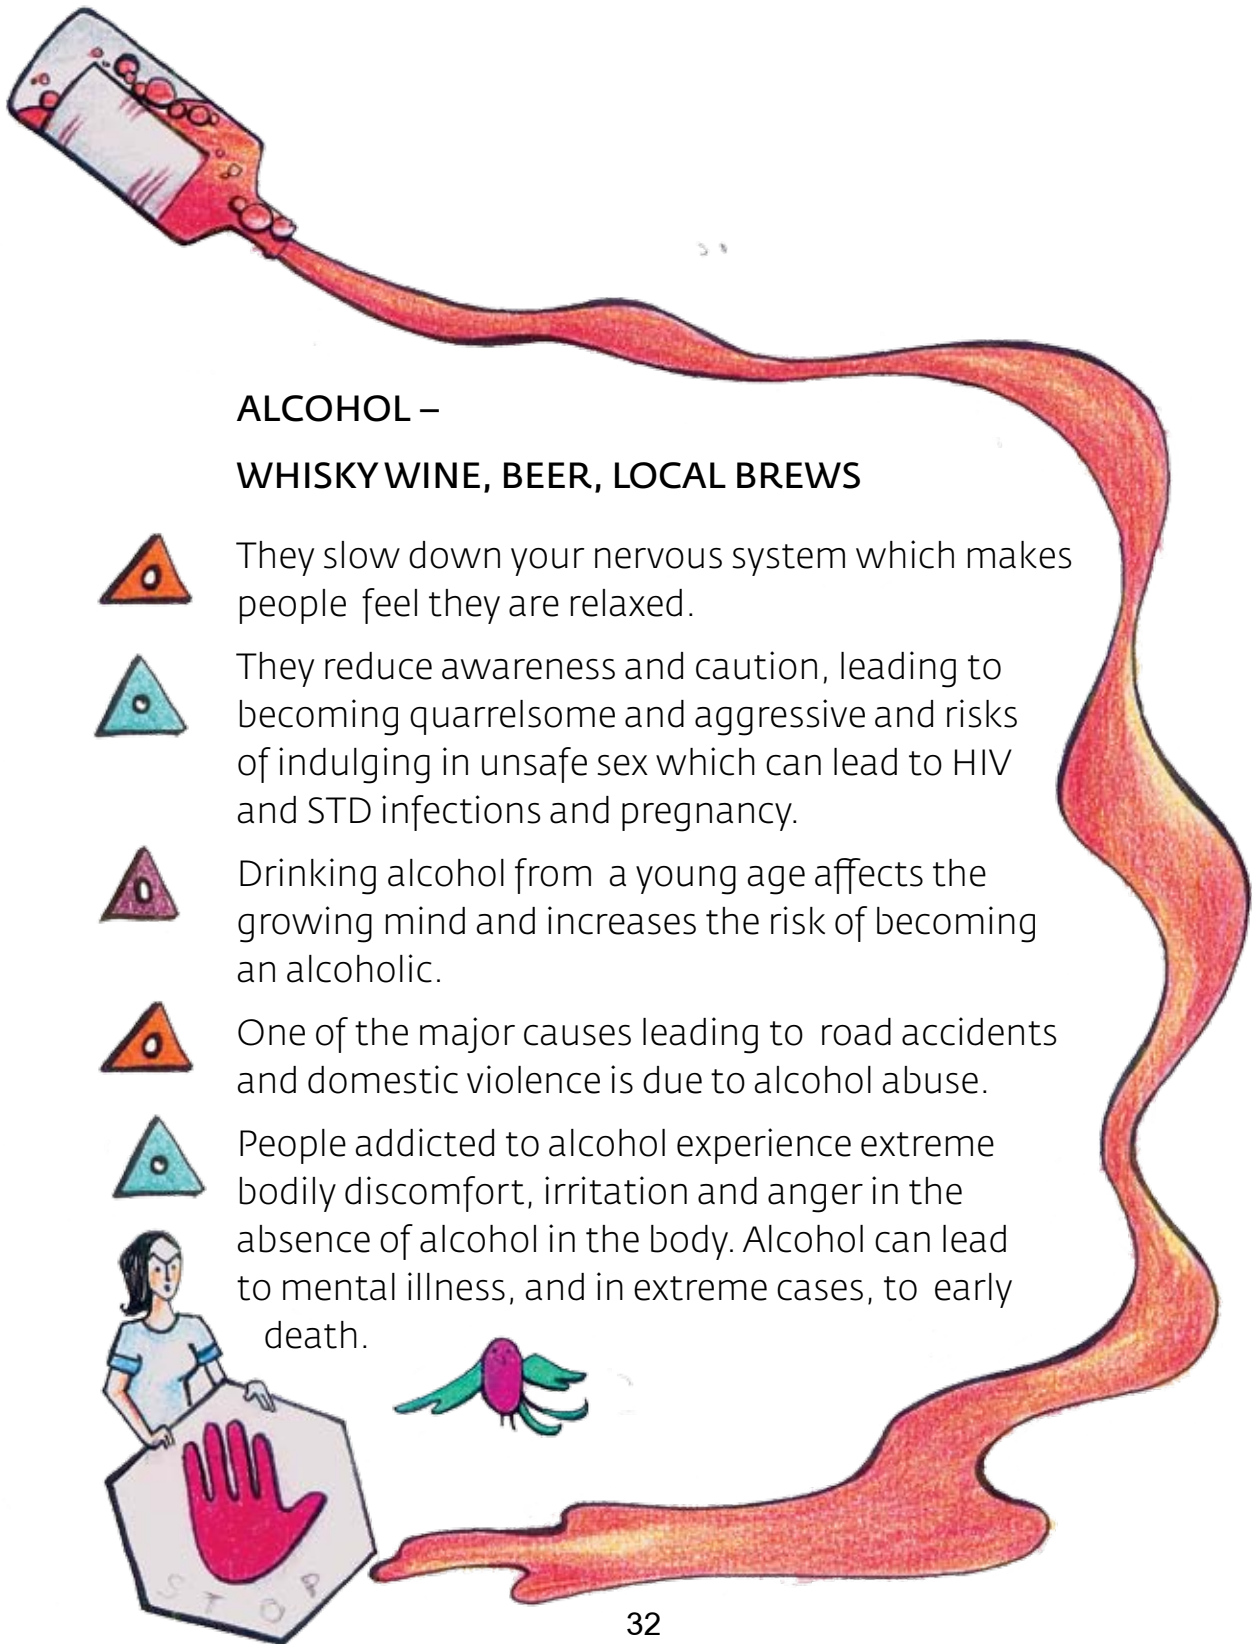 ALCOHOL –
WHISKY WINE, BEER, LOCAL BREWS
They slow down your nervous system which makes
people feel they are relaxed.
They reduce awareness and caution, leading to
becoming quarrelsome and aggressive and risks
of indulging in unsafe sex which can lead to HIV
and STD infections and pregnancy.
Drinking alcohol from a young age affects the
growing mind and increases the risk of becoming
an alcoholic.
One of the major causes leading to road accidents
and domestic violence is due to alcohol abuse.
People addicted to alcohol experience extreme
bodily discomfort, irritation and anger in the
absence of alcohol in the body. Alcohol can lead
to mental illness, and in extreme cases, to early
death.
STOP
32